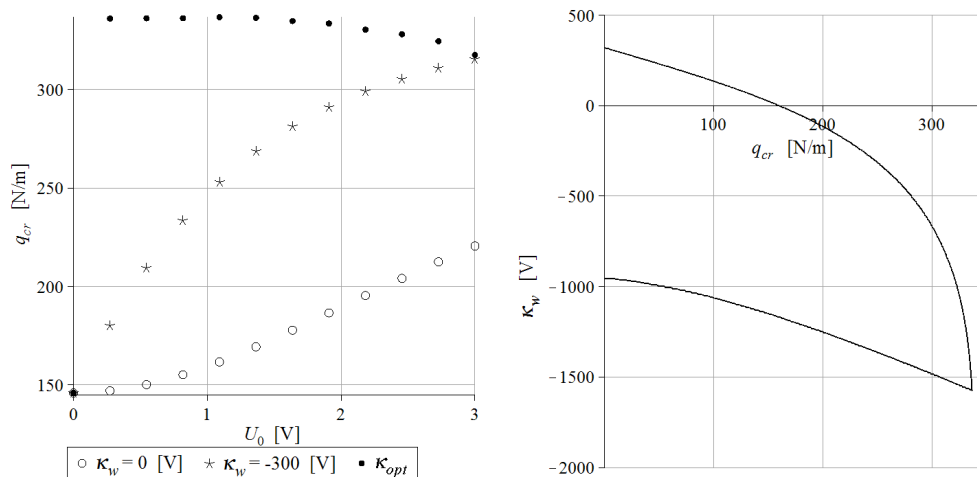 300
250
200
150
q_cr [N/m]
0 1 2 3
U_0 [V]
○ κ_w = 0 [V] ✶ κ_w = -300 [V] ● κ_opt
500
0
100 200 300
q_cr [N/m]
−500
κ_w [V]
−1000
−1500
−2000